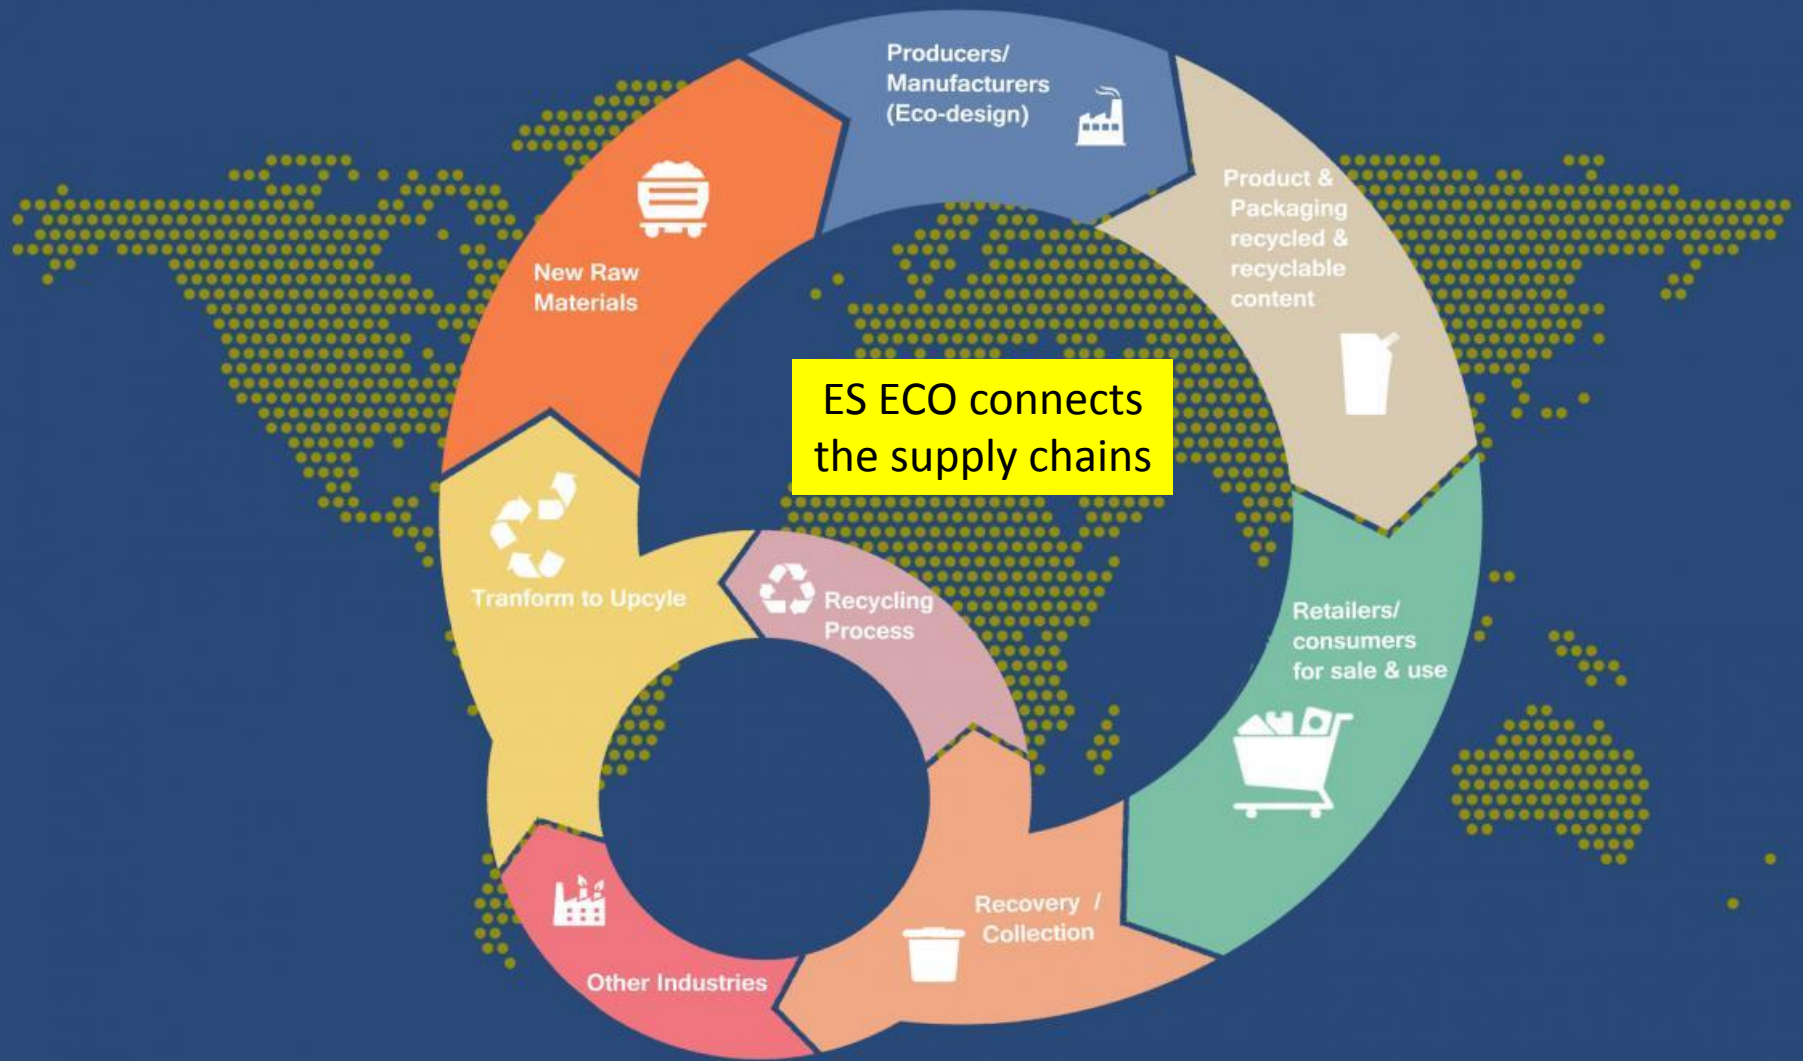 Producers/
Manufacturers
(Eco-design)
Product &
Packaging
recycled &
recyclable
content
New Raw
Materials
ES ECO connects
the supply chains
Tranform to Upcyle
Recycling
Process
Retailers/
consumers
for sale & use
Recovery /
Collection
Other Industries